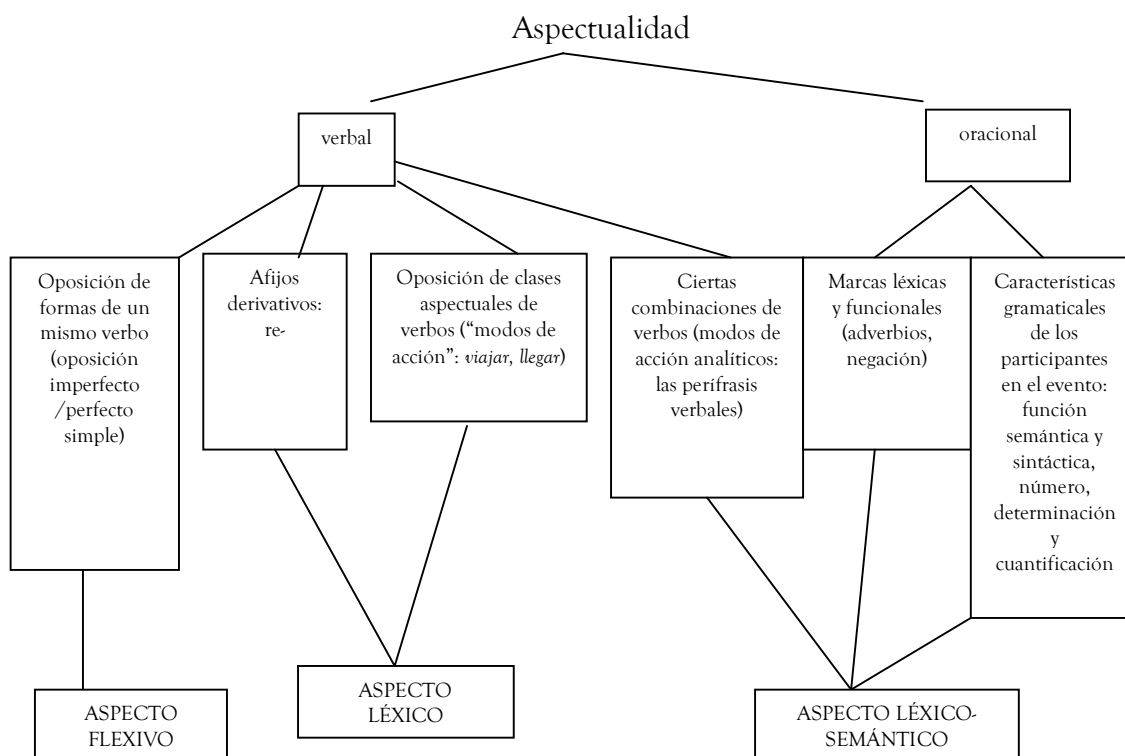 Aspectualidad
verbal
oracional
Oposición de
formas de un
mismo verbo
(oposición
imperfecto
/perfecto
simple)
Afijos
derivativos:
re-
Oposición de clases
aspectuales de
verbos (“modos de
acción”: viajar, llegar)
Ciertas
combinaciones de
verbos (modos de
acción analíticos:
las perífrasis
verbales)
Marcas léxicas
y funcionales
(adverbios,
negación)
Características
gramaticales
de los
participantes
en el evento:
función
semántica y
sintáctica,
número,
determinación
y
cuantificación
ASPECTO
FLEXIVO
ASPECTO
LÉXICO
ASPECTO LÉXICO-
SEMÁNTICO